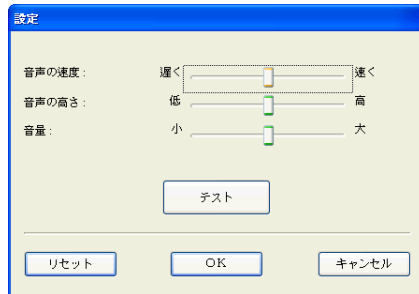 設定
音声の速度: 遅く 速く
音声の高さ: 低 高
音量: 小 大
テスト
リセット OK キャンセル